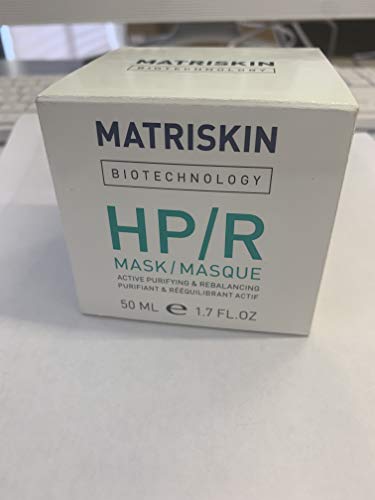 MATRISKIN
BIOTECHNOLOGY
MATRISKIN
BIOTECHNOLOGY
HP/R
MASK/MASQUE
ACTIVE PURIFYING & REBALANCING
PURIFIANT & RÉÉQUILIBRANT ACTIF
50 ML ℮ 1.7 FL.OZ